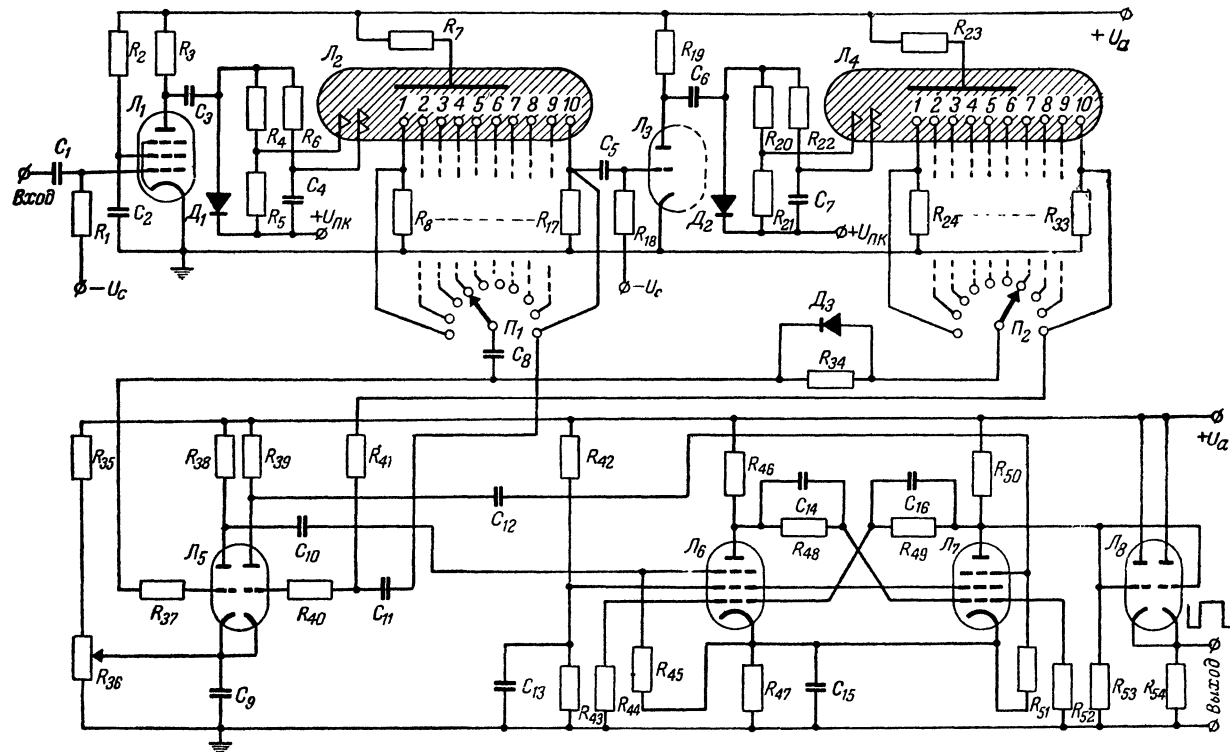 R7
R23
+Ua
R2
R3
Л2
R19
C6
Л4
Л1
C3
1 2 3 4 5 6 7 8 9 10
1 2 3 4 5 6 7 8 9 10
R4
R6
Л3
R20
R22
C1
C5
Вход
C4
R5
Д1
+Uпк
C2
R1
R8
R17
R18
Д2
R21
C7
+Uпк
R24
R33
−Uc
−Uc
П1
Д3
П2
C8
R34
+Ua
R35
R38
R39
R41
R42
R46
R50
C14
C16
C12
R48
R49
C10
Л5
Л6
Л7
Л8
R37
R40
C11
R36
C9
C13
R43
R44
R45
R47
C15
R51
R52
R53
R54
Выход